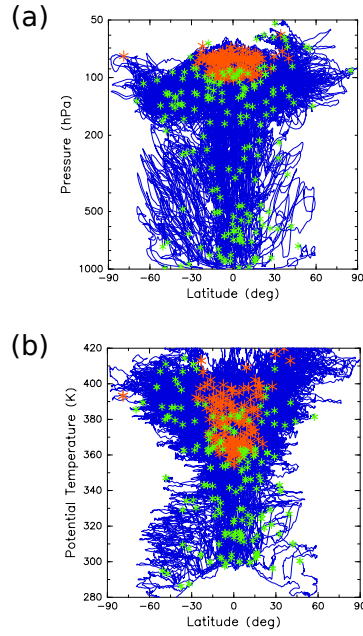 (a)
50
100
200
500
1000
Pressure (hPa)
−90 −60 −30 0 30 60 90
Latitude (deg)
(b)
420
400
380
360
340
320
300
280
Potential Temperature (K)
−90 −60 −30 0 30 60 90
Latitude (deg)